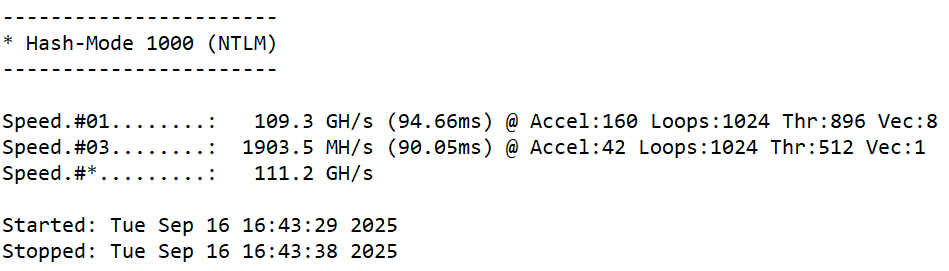 ------------------------
* Hash-Mode 1000 (NTLM)
------------------------

Speed.#01........:   109.3 GH/s (94.66ms) @ Accel:160 Loops:1024 Thr:896 Vec:8
Speed.#03........:  1903.5 MH/s (90.05ms) @ Accel:42 Loops:1024 Thr:512 Vec:1
Speed.#*.........:   111.2 GH/s

Started: Tue Sep 16 16:43:29 2025
Stopped: Tue Sep 16 16:43:38 2025